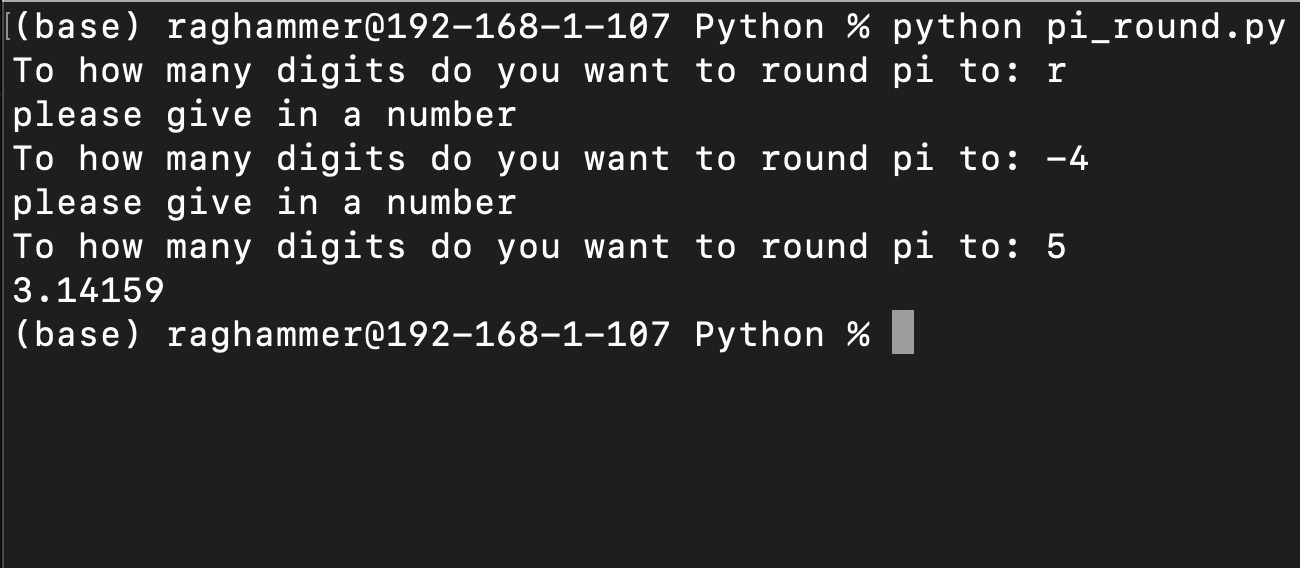 [(base) raghammer@192-168-1-107 Python % python pi_round.py
To how many digits do you want to round pi to: r
please give in a number
To how many digits do you want to round pi to: -4
please give in a number
To how many digits do you want to round pi to: 5
3.14159
(base) raghammer@192-168-1-107 Python %